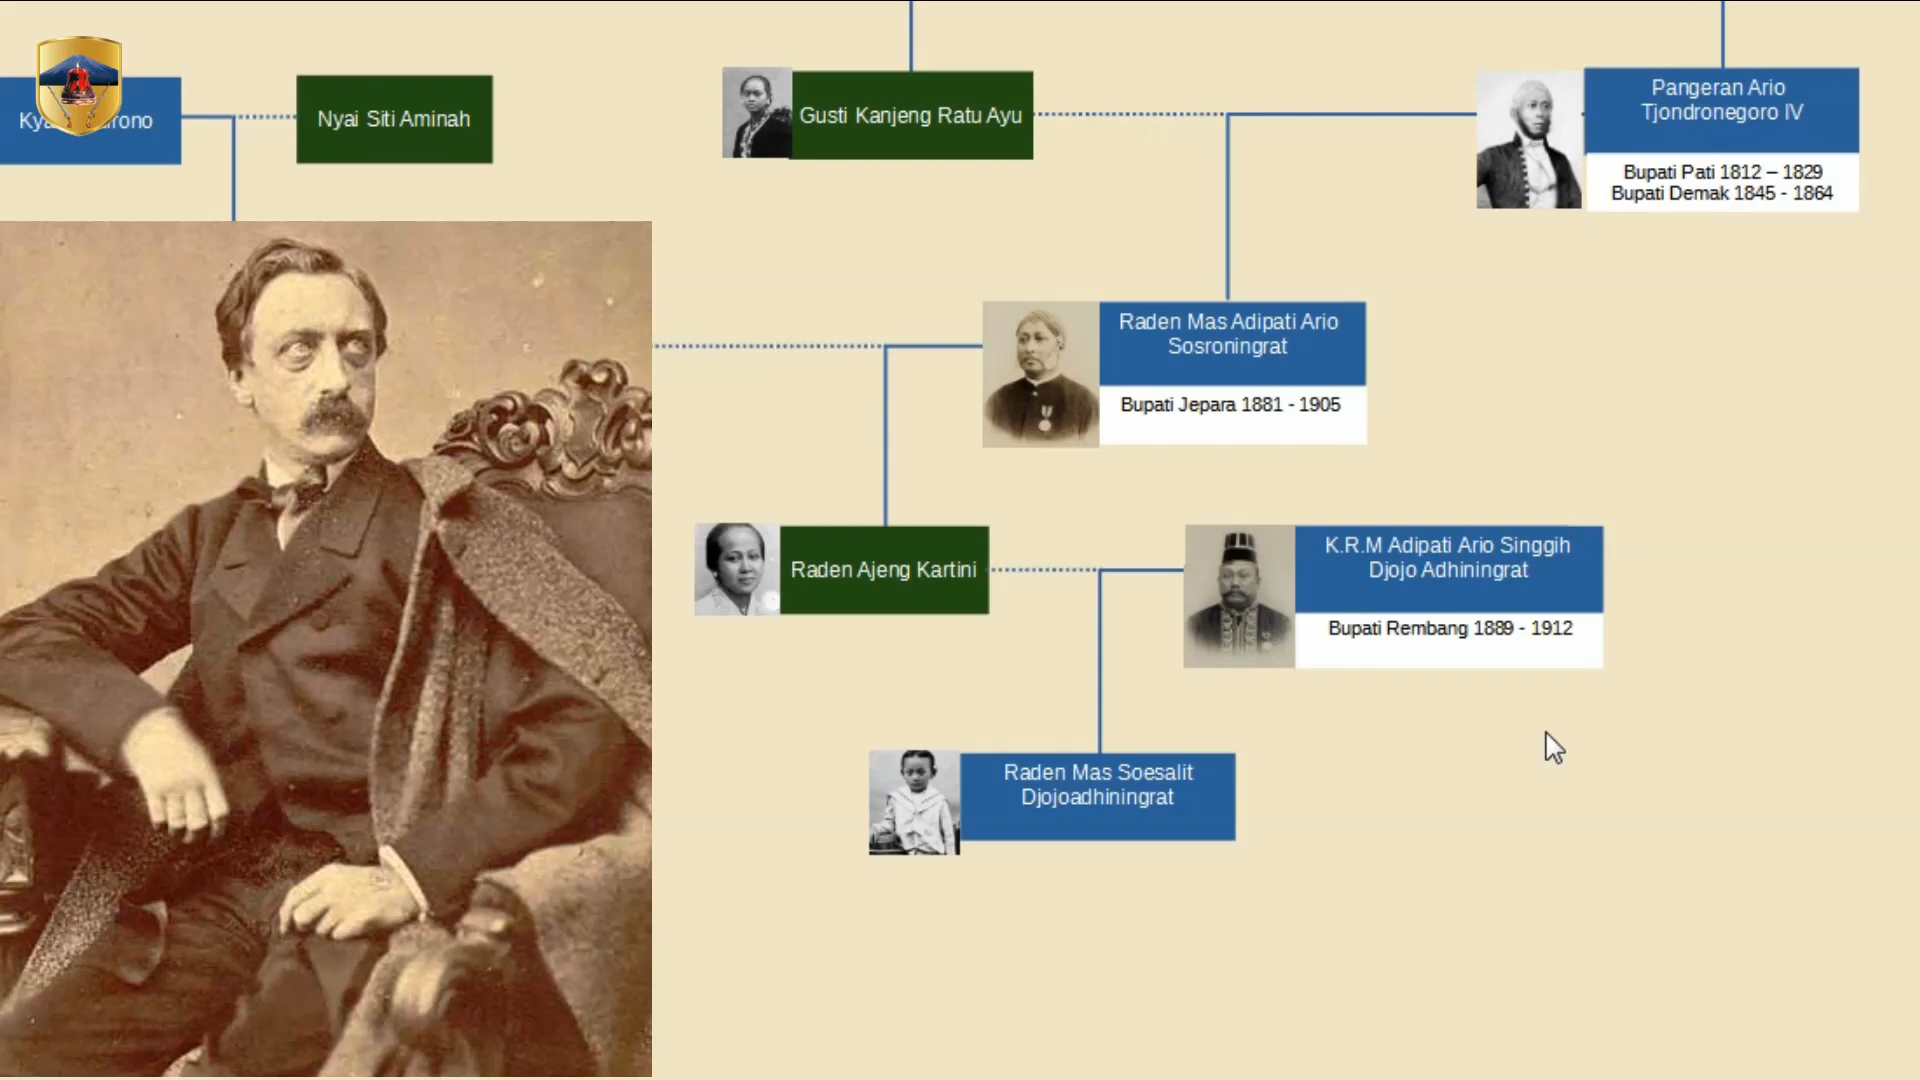 Nyai Siti Aminah
Gusti Kanjeng Ratu Ayu
Pangeran Ario
Tjondronegoro IV
Bupati Pati 1812 – 1829
Bupati Demak 1845 - 1864
Raden Mas Adipati Ario
Sosroningrat
Bupati Jepara 1881 - 1905
Raden Ajeng Kartini
K.R.M Adipati Ario Singgih
Djojo Adhiningrat
Bupati Rembang 1889 - 1912
Raden Mas Soesalit
Djojoadhiningrat